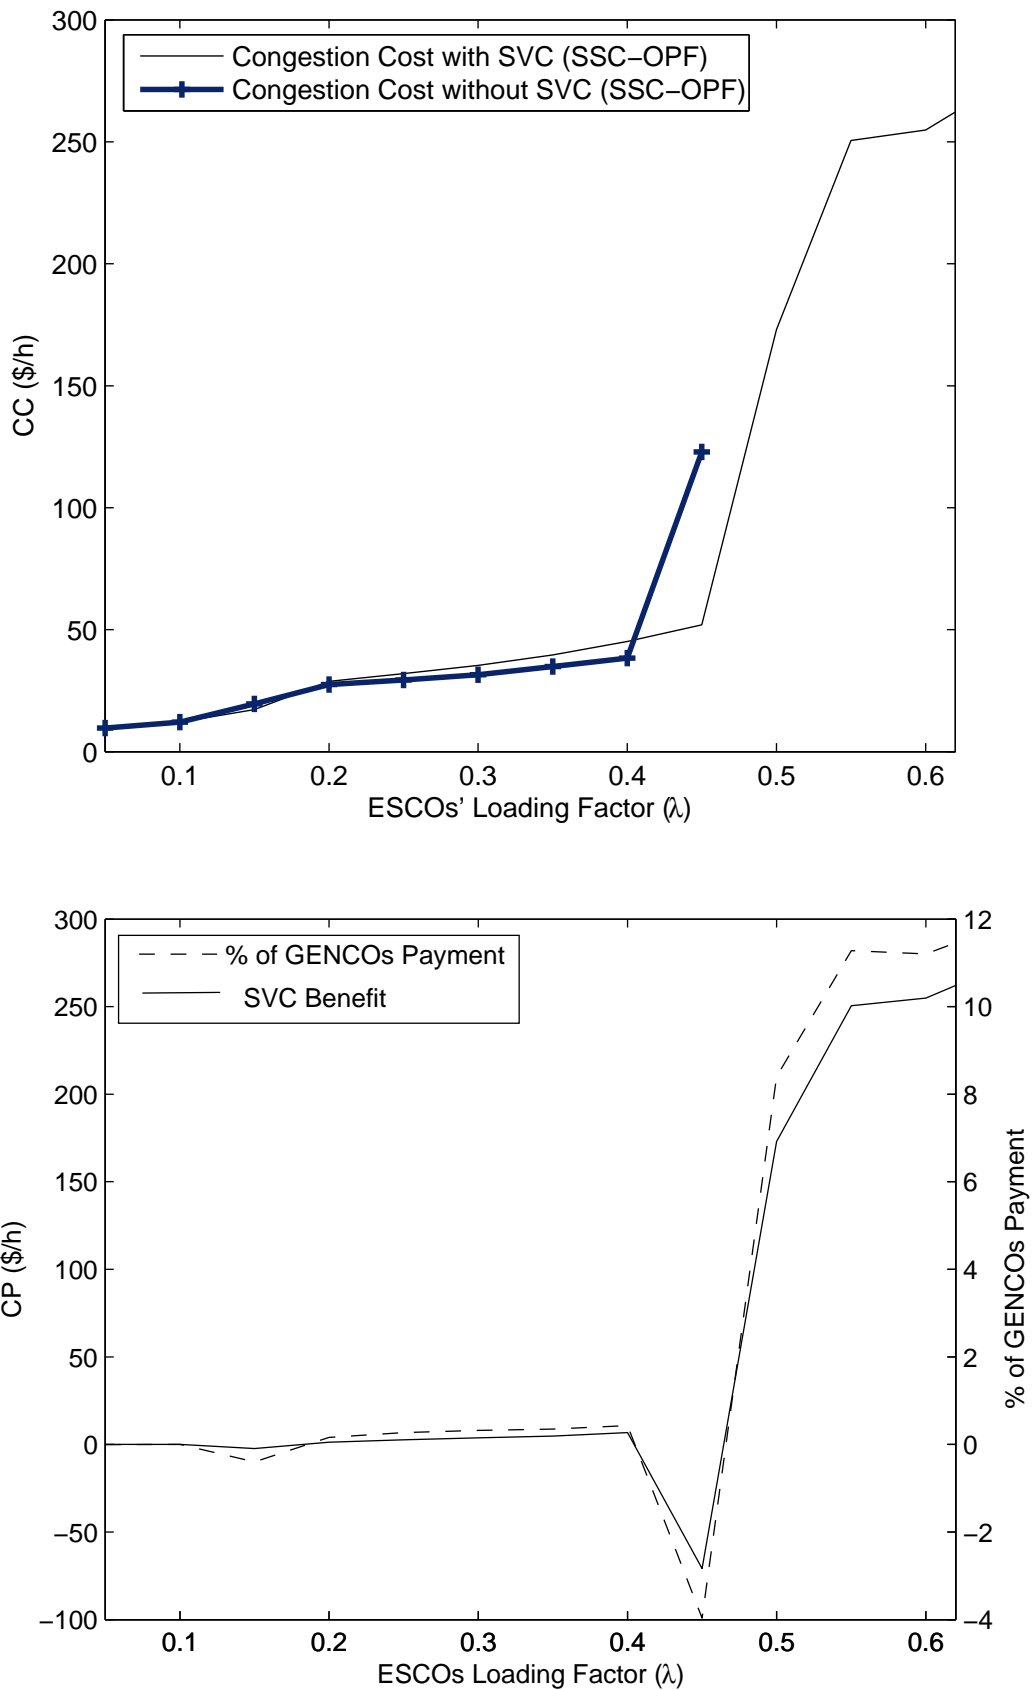 300
250
200
150
100
50
0
CC ($/h)
Congestion Cost with SVC (SSC−OPF)
Congestion Cost without SVC (SSC−OPF)
0.1 0.2 0.3 0.4 0.5 0.6
ESCOs’ Loading Factor (λ)
300
250
200
150
100
50
0
−50
−100
CP ($/h)
% of GENCOs Payment
SVC Benefit
12
10
8
6
4
2
0
−2
−4
% of GENCOs Payment
0.1 0.2 0.3 0.4 0.5 0.6
ESCOs Loading Factor (λ)